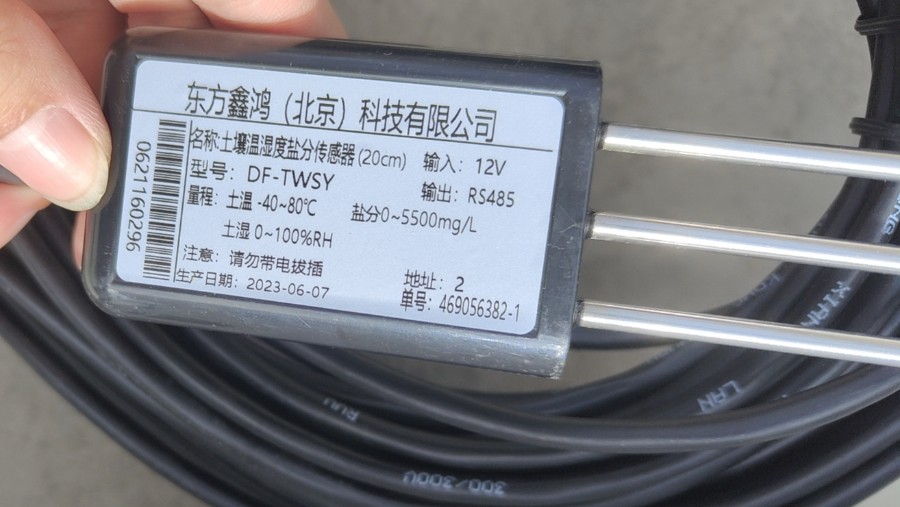 东方鑫鸿（北京）科技有限公司
名称:土壤温湿度盐分传感器(20cm) 输入：12V
型号：DF-TWSY 输出：RS485
量程：土温 -40~80℃ 盐分0~5500mg/L
土湿 0~100%RH
注意：请勿带电拔插 地址：2
生产日期：2023-06-07 单号：469056382-1
0621160296
RUU
LAN
300/300V